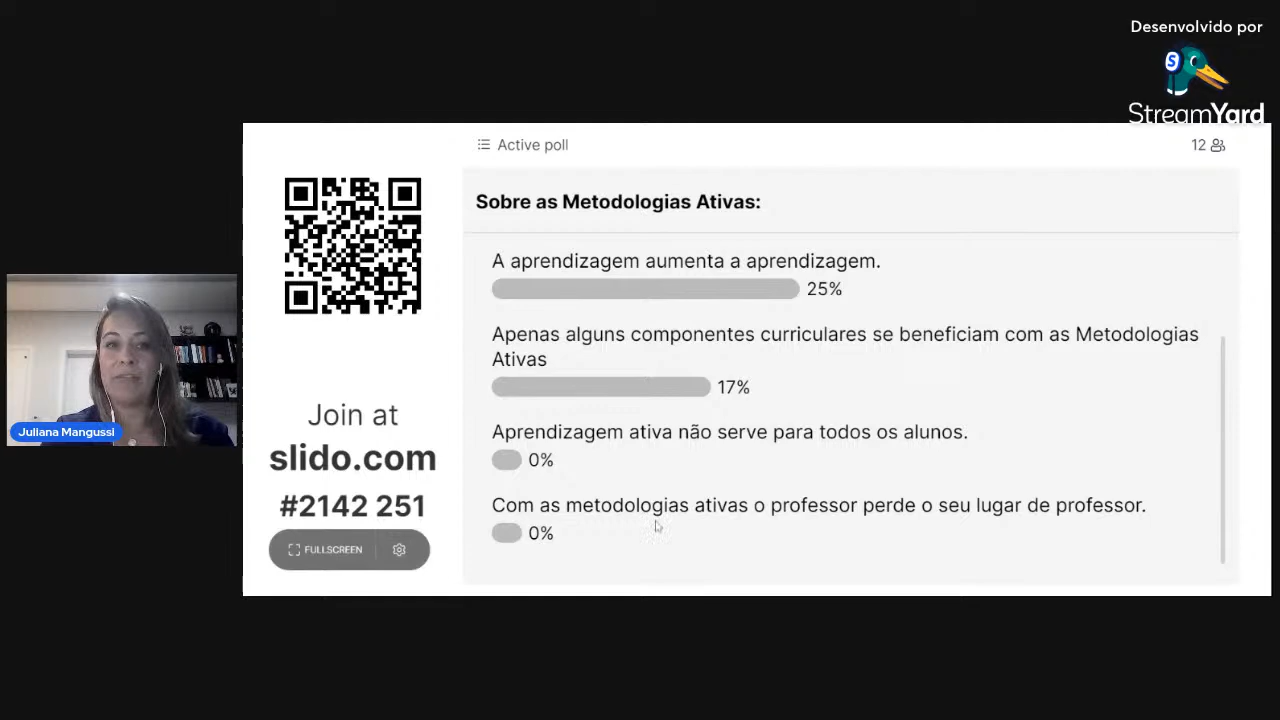 Desenvolvido por
StreamYard
Active poll
12
Sobre as Metodologias Ativas:
A aprendizagem aumenta a aprendizagem.
25%
Apenas alguns componentes curriculares se beneficiam com as Metodologias
Ativas
17%
Aprendizagem ativa não serve para todos os alunos.
0%
Com as metodologias ativas o professor perde o seu lugar de professor.
0%
Join at
slido.com
#2142 251
FULLSCREEN
Juliana Mangussi